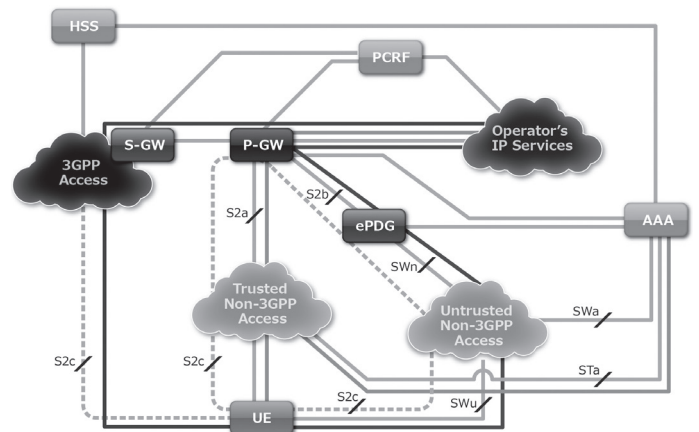 HSS
PCRF
S-GW
P-GW
Operator's
IP Services
3GPP
Access
S2b
S2a
ePDG
AAA
SWn
Trusted
Non-3GPP
Access
Untrusted
Non-3GPP
Access
SWa
S2c
S2c
STa
S2c
SWu
UE